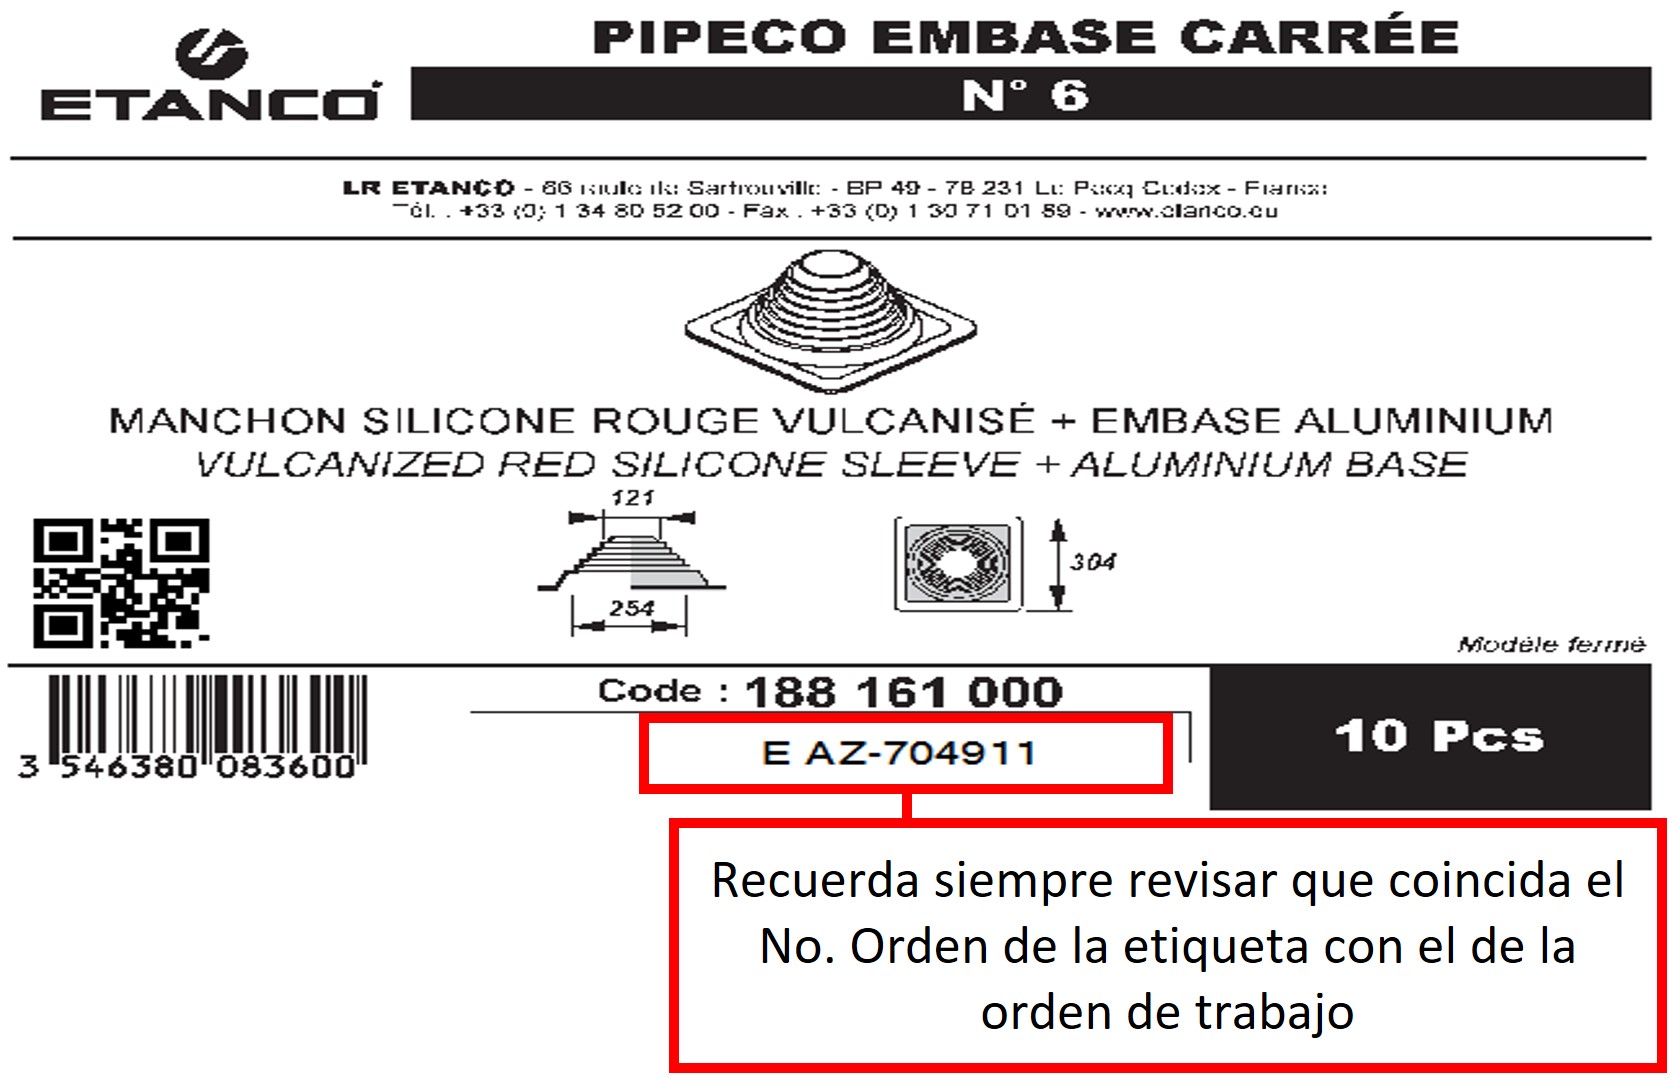 ETANCO
PIPECO EMBASE CARRÉE
N° 6
LR ETANCO - 66 route de Sartrouville - BP 49 - 78 231 Le Pecq Cedex - France
Tél. : +33 (0) 1 34 80 52 00 - Fax : +33 (0) 1 30 71 01 89 - www.etanco.eu
MANCHON SILICONE ROUGE VULCANISÉ + EMBASE ALUMINIUM
VULCANIZED RED SILICONE SLEEVE + ALUMINIUM BASE
121
254
304
Modèle fermé
Code : 188 161 000
E AZ-704911
10 Pcs
3 546380 083600
Recuerda siempre revisar que coincida el
No. Orden de la etiqueta con el de la
orden de trabajo